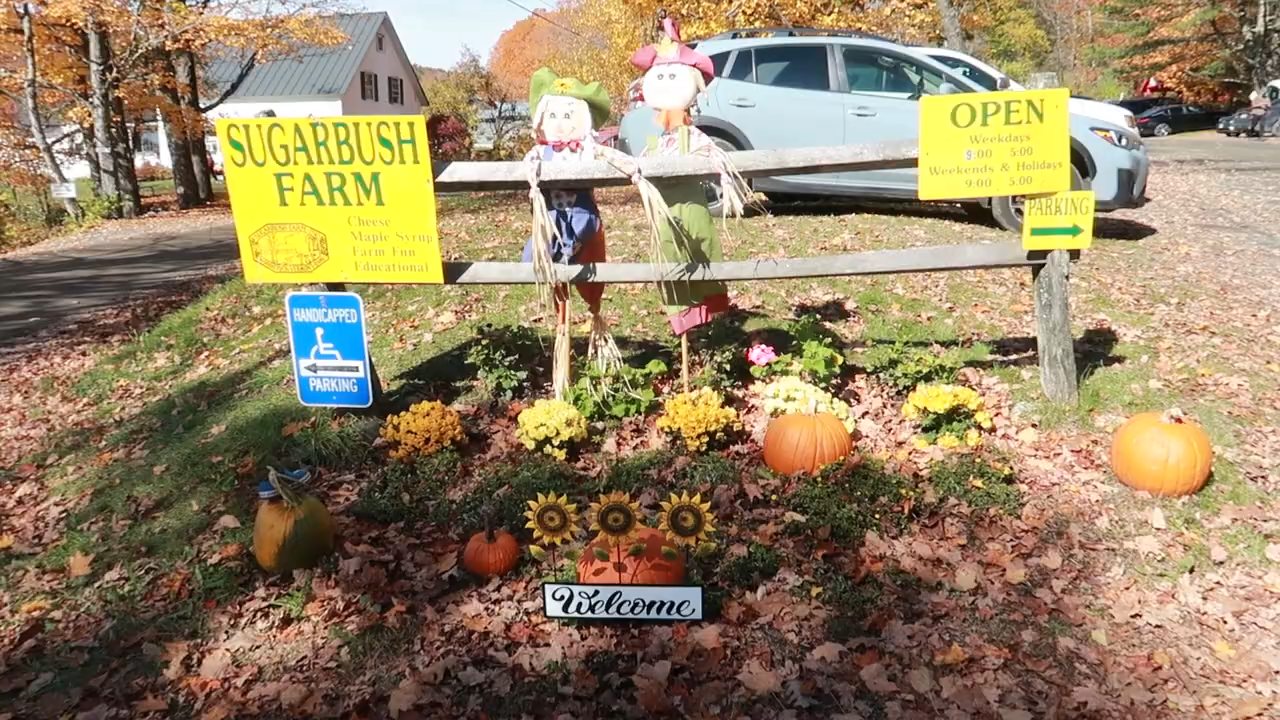 SUGARBUSH
FARM
Cheese
Maple Syrup
Farm Fun
Educational
HANDICAPPED
PARKING
OPEN
Weekdays
9:00 5:00
Weekends & Holidays
9:00 5:00
PARKING
Welcome